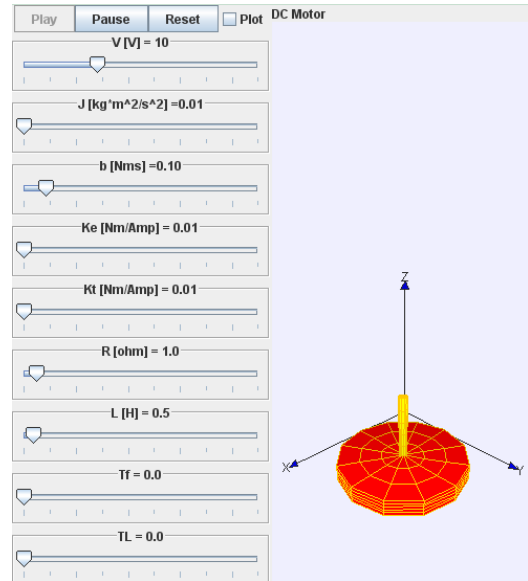 Play Pause Reset Plot DC Motor
V [V] = 10
J [kg*m^2/s^2] =0.01
b [Nms] =0.10
Ke [Nm/Amp] = 0.01
Kt [Nm/Amp] = 0.01
R [ohm] = 1.0
L [H] = 0.5
Tf = 0.0
TL = 0.0
Z
X
Y